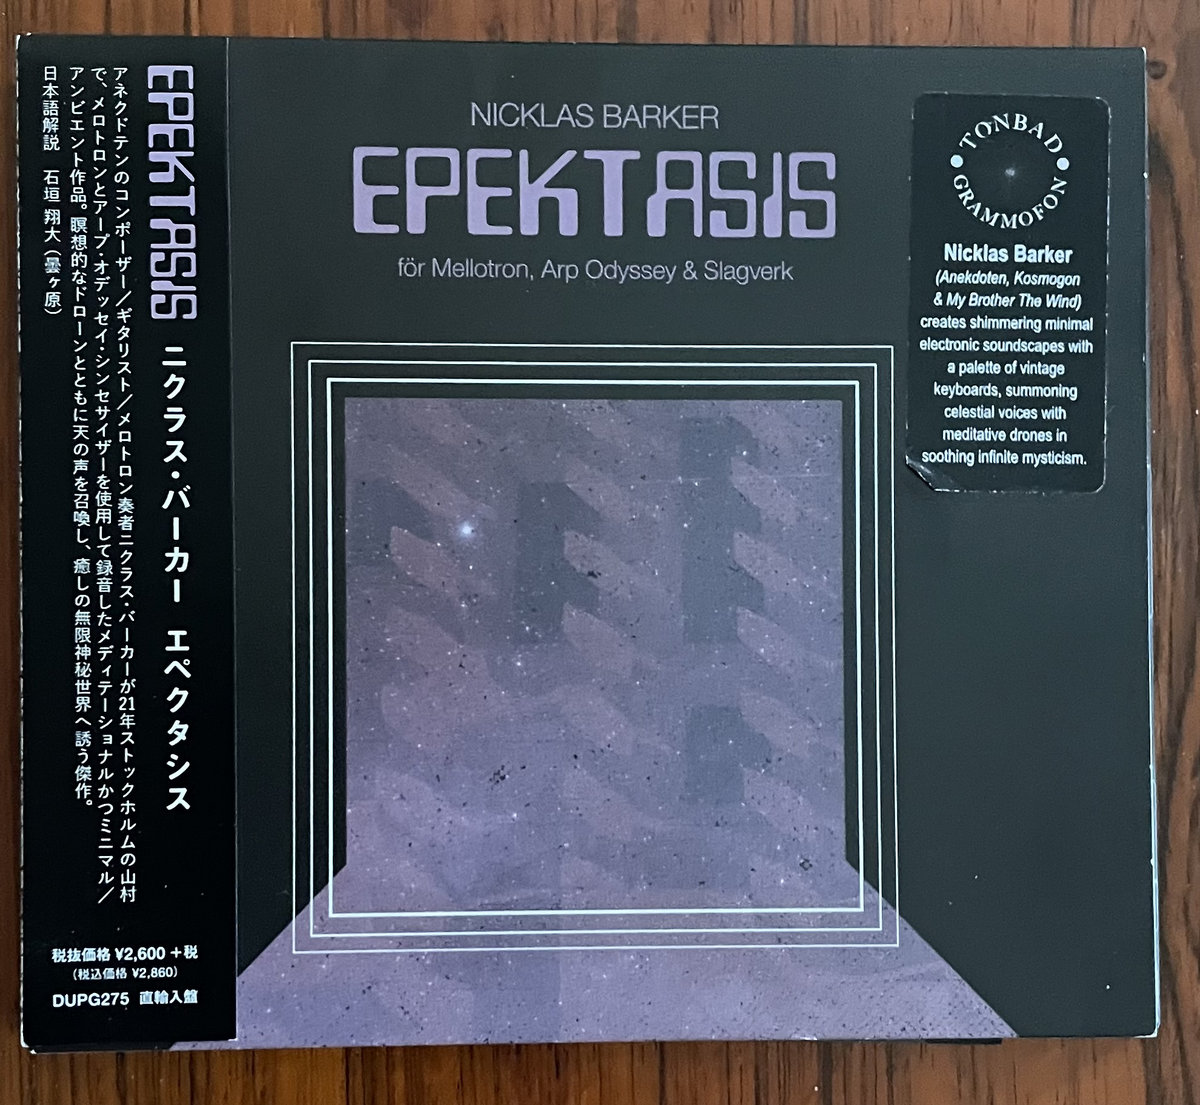 EPEKTASIS ニクラス・バーカー エペクタシス
アネクドテンのコンポーザー/ギタリスト/メロトロン奏者ニクラス・バーカーが21年ストックホルムの山村
で、メロトロンとアープ・オデッセイ・シンセサイザーを使用して録音したメディテーショナルかつミニマル/
アンビエント作品。瞑想的なドローンとともに天の声を召喚し、癒しの無限神秘世界へ誘う傑作。
日本語解説 石垣 翔大(曇ヶ原)
税抜価格 ¥2,600 +税
(税込価格 ¥2,860)
DUPG275 直輸入盤
NICKLAS BARKER
EPEKTASIS
för Mellotron, Arp Odyssey & Slagverk
TONBAD
GRAMMOFON
Nicklas Barker
(Anekdoten, Kosmogon
& My Brother The Wind)
creates shimmering minimal
electronic soundscapes with
a palette of vintage
keyboards, summoning
celestial voices with
meditative drones in
soothing infinite mysticism.